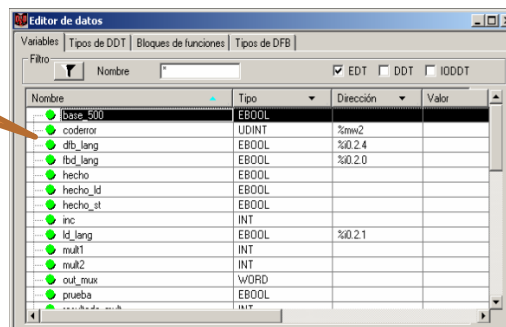 Editor de datos
Variables Tipos de DDT Bloques de funciones Tipos de DFB
Filtro
Nombre * EDT DDT IODDT
Nombre Tipo Dirección Valor
base_500 EBOOL
coderror UDINT %mw2
dfb_lang EBOOL %i0.2.4
fbd_lang EBOOL %i0.2.0
hecho EBOOL
hecho_ld EBOOL
hecho_st EBOOL
inc INT
ld_lang EBOOL %i0.2.1
mult1 INT
mult2 INT
out_mux WORD
prueba EBOOL